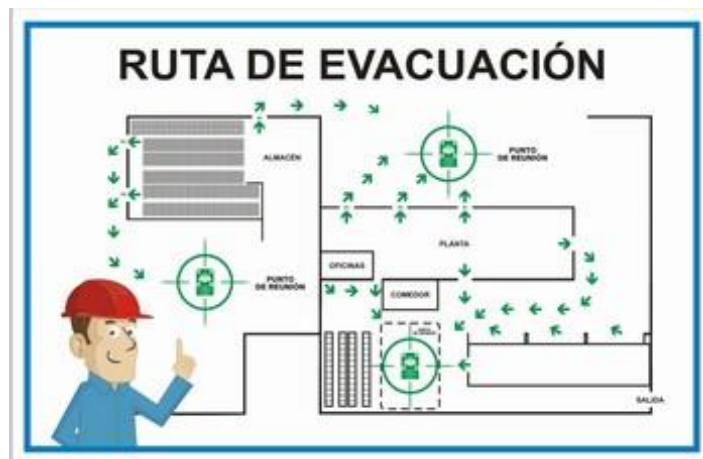 RUTA DE EVACUACIÓN
ALMACÉN
PUNTO
DE REUNIÓN
PLANTA
OFICINAS
PUNTO
DE REUNIÓN
COMEDOR
SALIDA